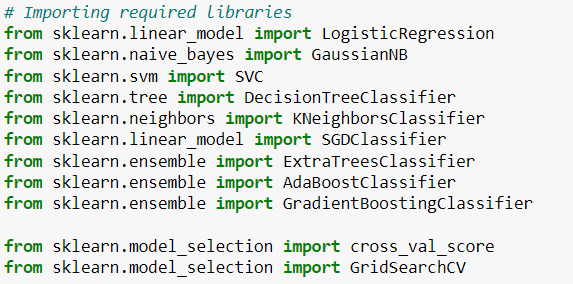 # Importing required libraries
from sklearn.linear_model import LogisticRegression
from sklearn.naive_bayes import GaussianNB
from sklearn.svm import SVC
from sklearn.tree import DecisionTreeClassifier
from sklearn.neighbors import KNeighborsClassifier
from sklearn.linear_model import SGDClassifier
from sklearn.ensemble import ExtraTreesClassifier
from sklearn.ensemble import AdaBoostClassifier
from sklearn.ensemble import GradientBoostingClassifier
from sklearn.model_selection import cross_val_score
from sklearn.model_selection import GridSearchCV